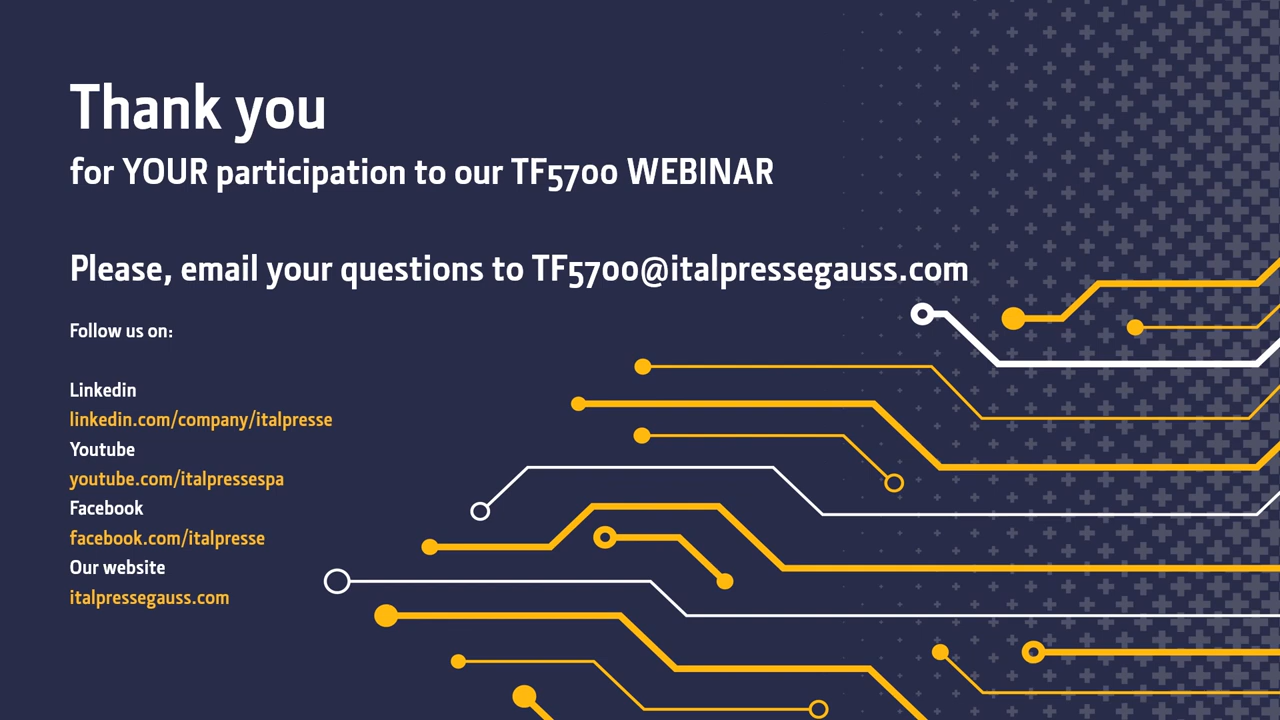 Thank you
for YOUR participation to our TF5700 WEBINAR
Please, email your questions to TF5700@italpressegauss.com
Follow us on:
Linkedin
linkedin.com/company/italpresse
Youtube
youtube.com/italpressespa
Facebook
facebook.com/italpresse
Our website
italpressegauss.com